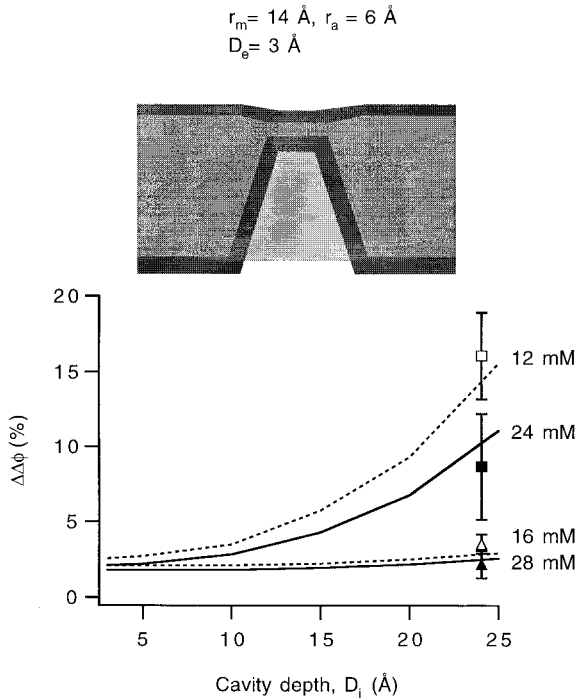 rₘ= 14 Å, rₐ = 6 Å
Dₑ= 3 Å
20
15
10
5
0
ΔΔϕ (%)
12 mM
24 mM
16 mM
28 mM
5
10
15
20
25
Cavity depth, Dᵢ (Å)